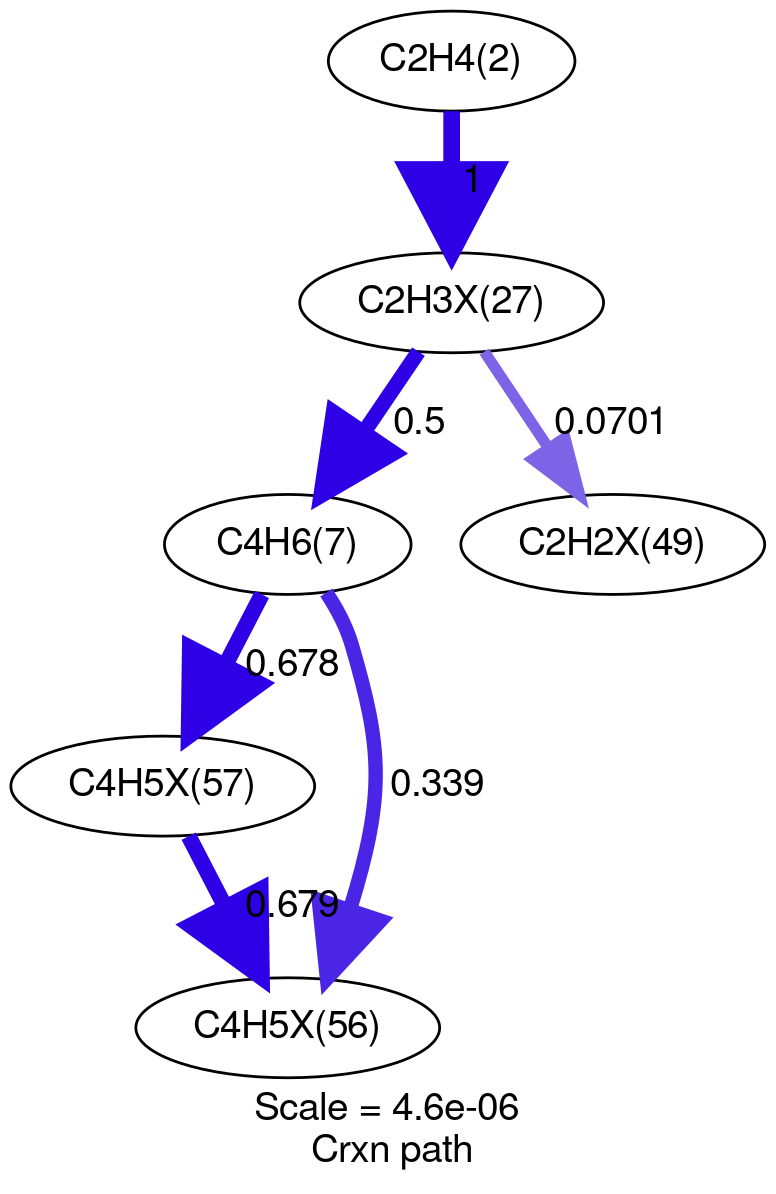 C2H4(2)
1
C2H3X(27)
0.5
0.0701
C4H6(7)
C2H2X(49)
0.678
C4H5X(57)
0.339
0.679
C4H5X(56)
Scale = 4.6e-06
Crxn path